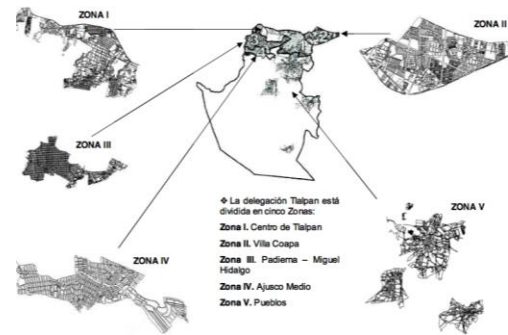 ZONA I
ZONA II
ZONA III
ZONA IV
ZONA V
❖ La delegación Tlalpan está
dividida en cinco Zonas:
Zona I. Centro de Tlalpan
Zona II. Villa Coapa
Zona III. Padierna – Miguel
Hidalgo
Zona IV. Ajusco Medio
Zona V. Pueblos